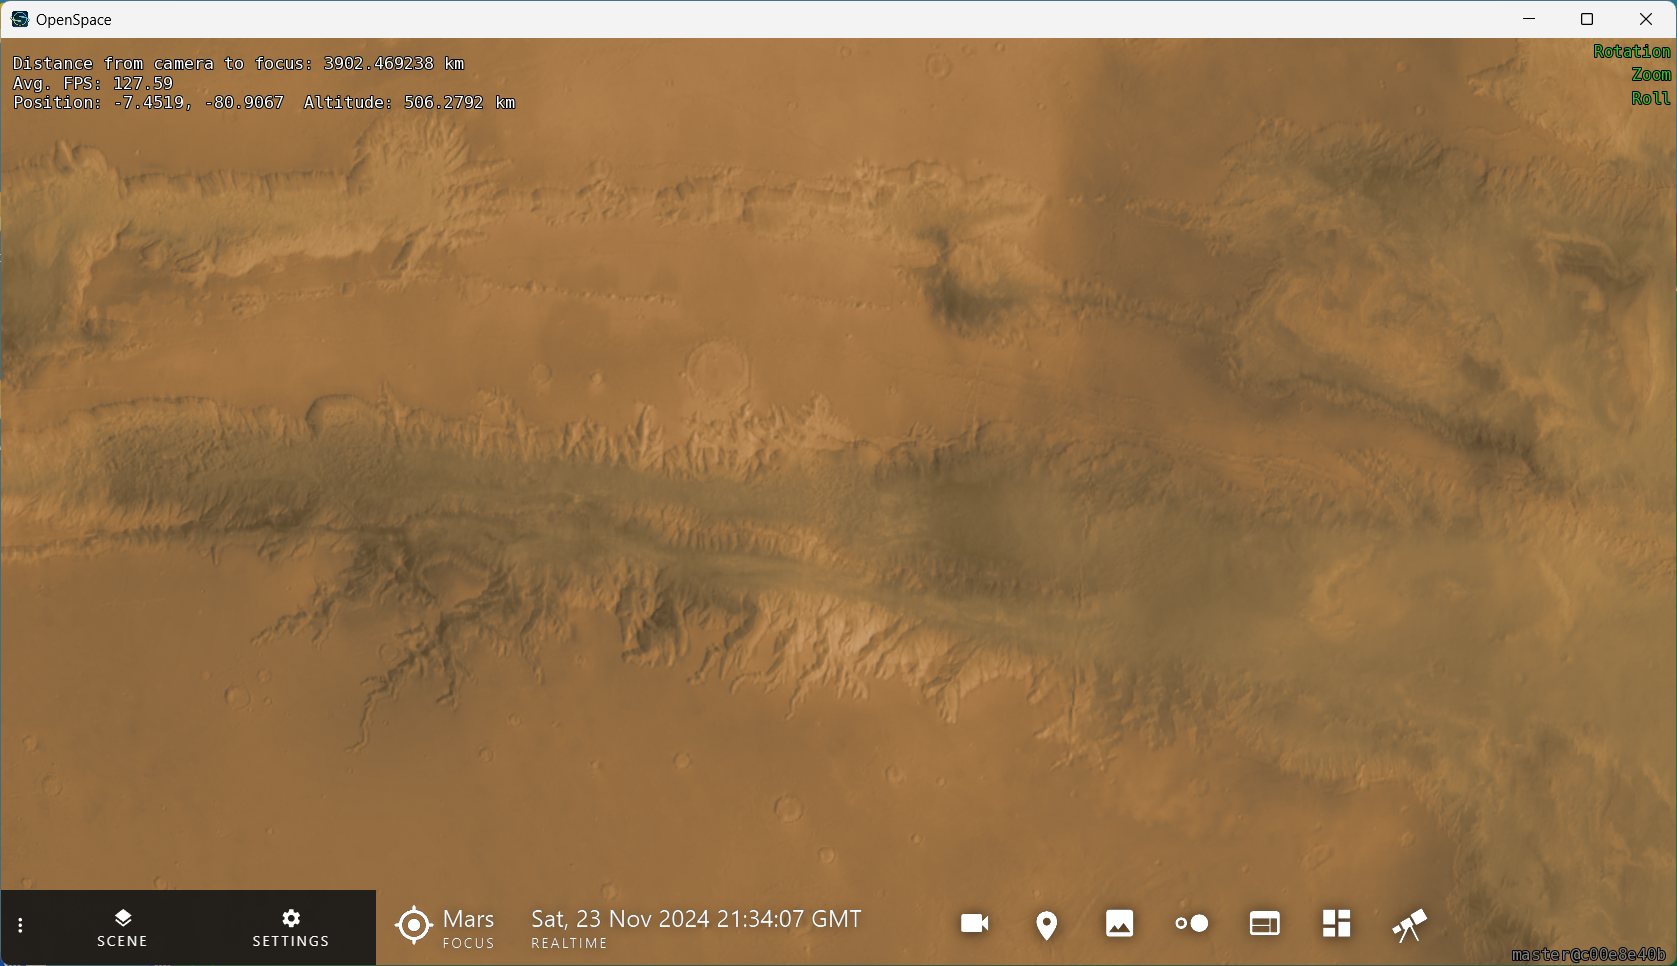 OpenSpace
Distance from camera to focus: 3902.469238 km
Avg. FPS: 127.59
Position: -7.4519, -80.9067  Altitude: 506.2792 km
Rotation
Zoom
Roll
SCENE
SETTINGS
Mars
FOCUS
Sat, 23 Nov 2024 21:34:07 GMT
REALTIME
master@c00e8e40b